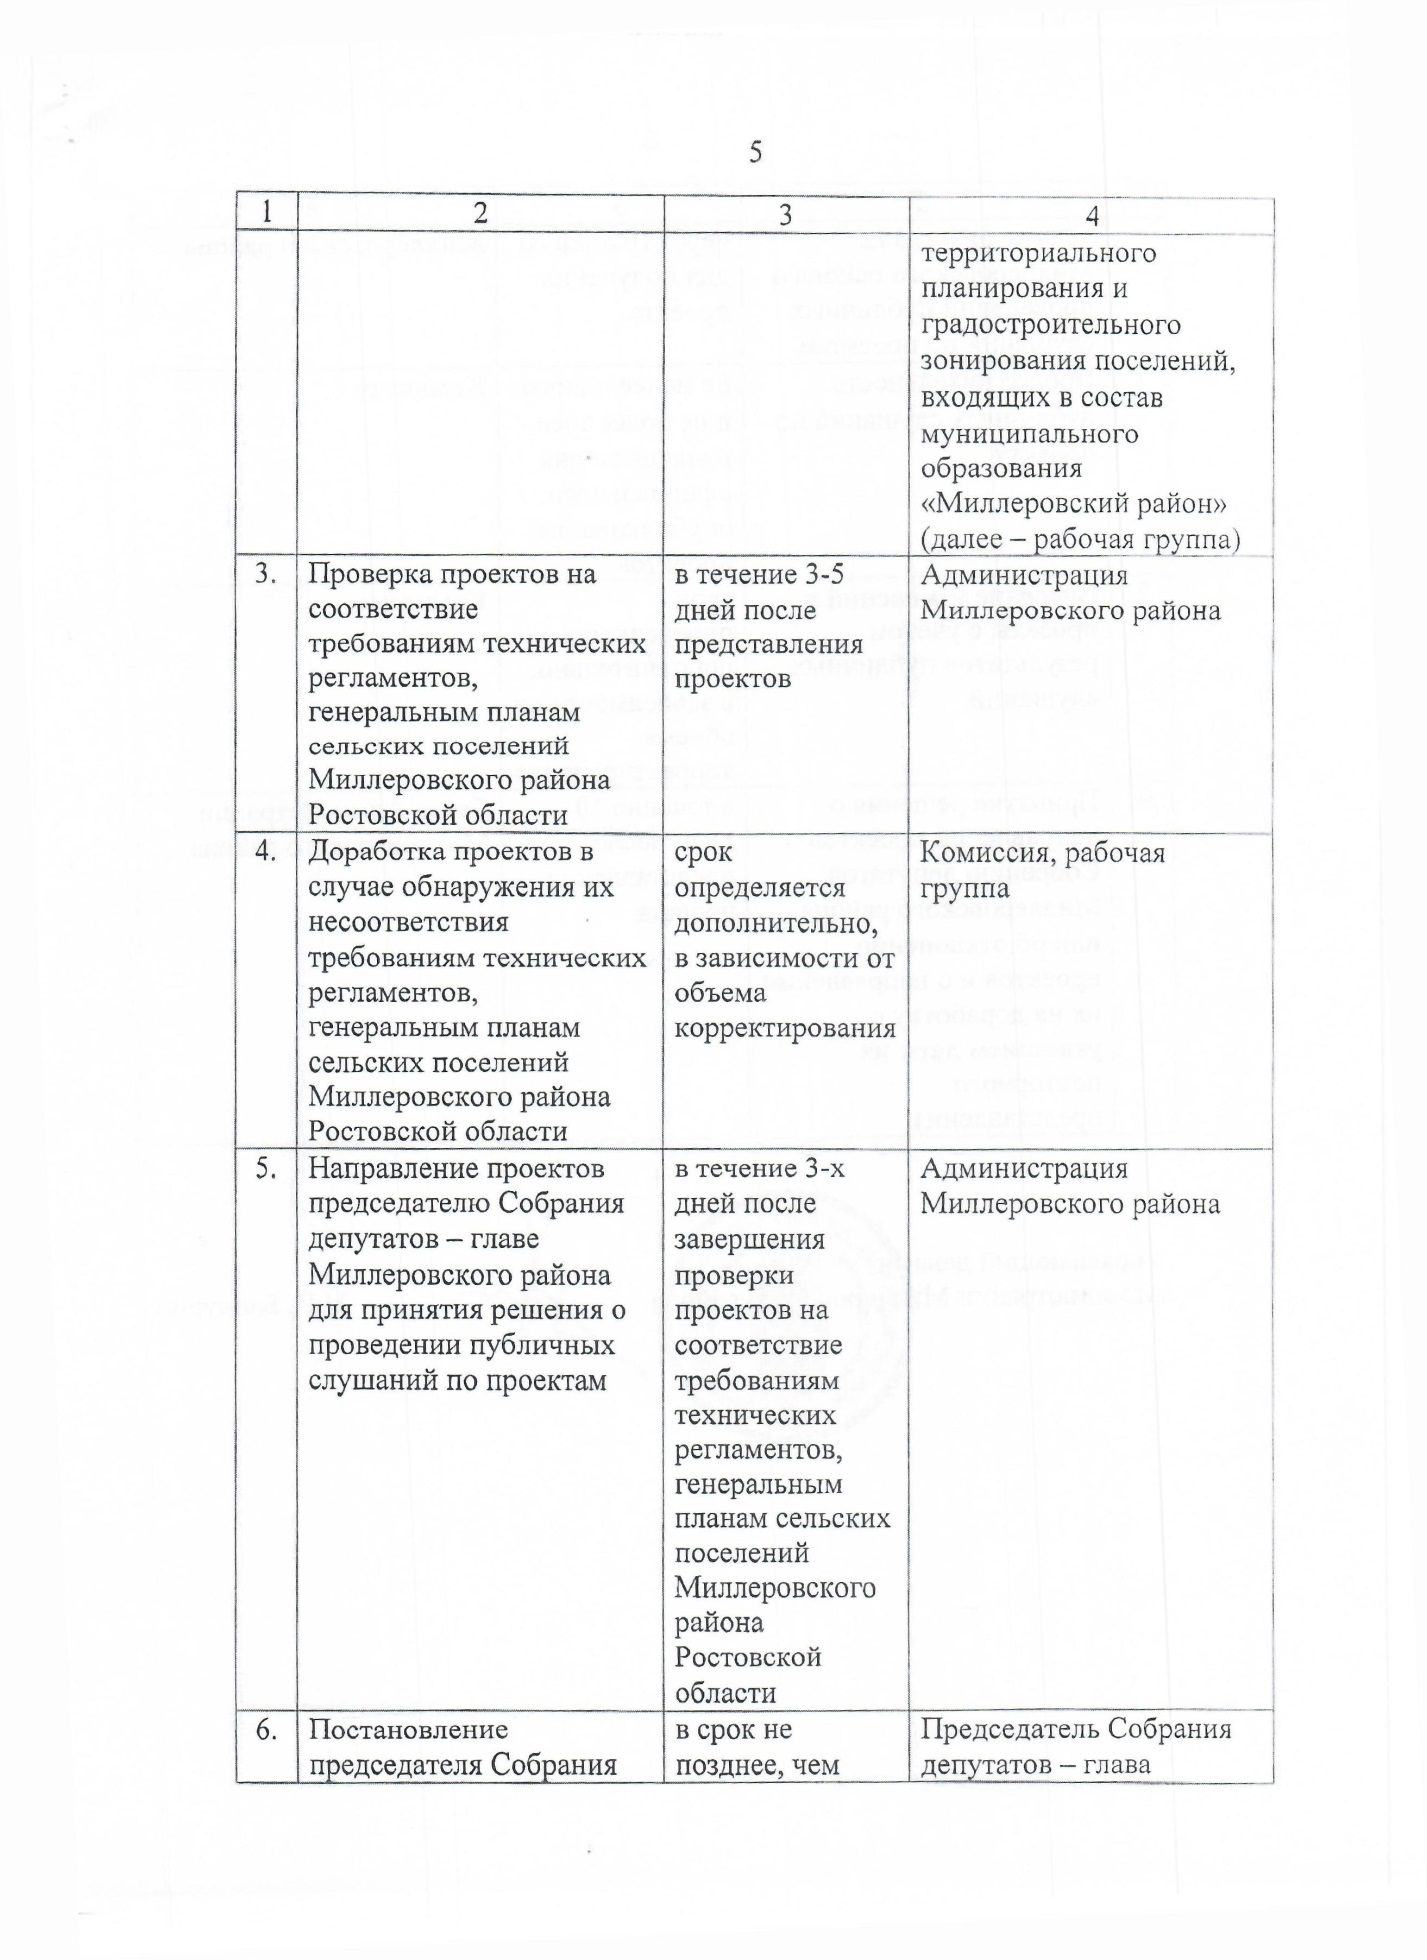 5
1 2 3 4
территориального
планирования и
градостроительного
зонирования поселений,
входящих в состав
муниципального
образования
«Миллеровский район»
(далее – рабочая группа)
3. Проверка проектов на
соответствие
требованиям технических
регламентов,
генеральным планам
сельских поселений
Миллеровского района
Ростовской области
в течение 3-5
дней после
представления
проектов
Администрация
Миллеровского района
4. Доработка проектов в
случае обнаружения их
несоответствия
требованиям технических
регламентов,
генеральным планам
сельских поселений
Миллеровского района
Ростовской области
срок
определяется
дополнительно,
в зависимости от
объема
корректирования
Комиссия, рабочая
группа
5. Направление проектов
председателю Собрания
депутатов – главе
Миллеровского района
для принятия решения о
проведении публичных
слушаний по проектам
в течение 3-х
дней после
завершения
проверки
проектов на
соответствие
требованиям
технических
регламентов,
генеральным
планам сельских
поселений
Миллеровского
района
Ростовской
области
Администрация
Миллеровского района
6. Постановление
председателя Собрания
в срок не
позднее, чем
Председатель Собрания
депутатов – глава